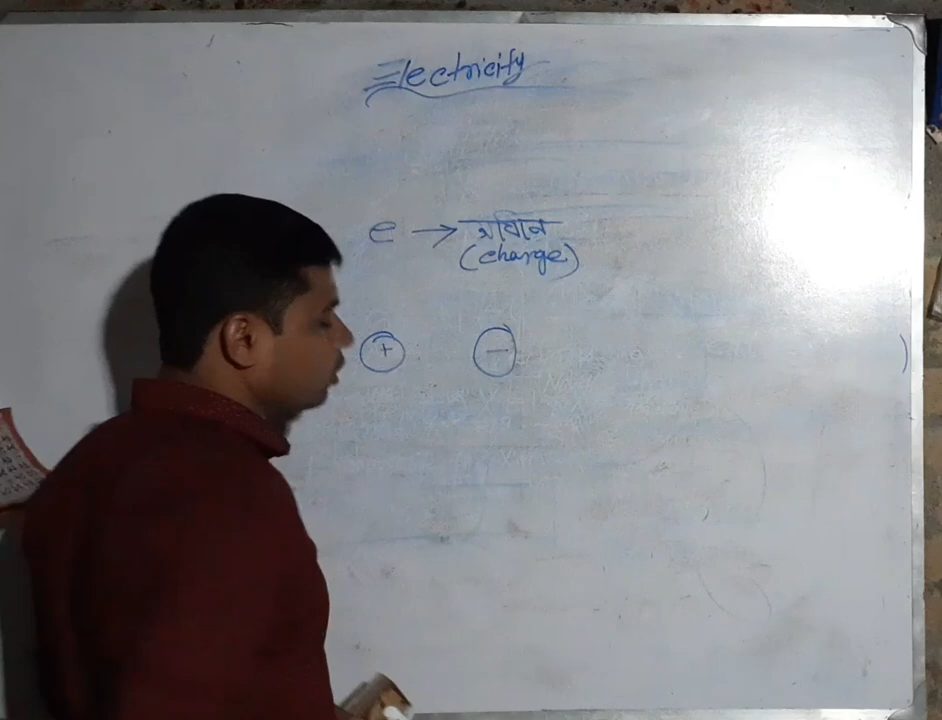 Electricity
e → আধান
(charge)
+ −